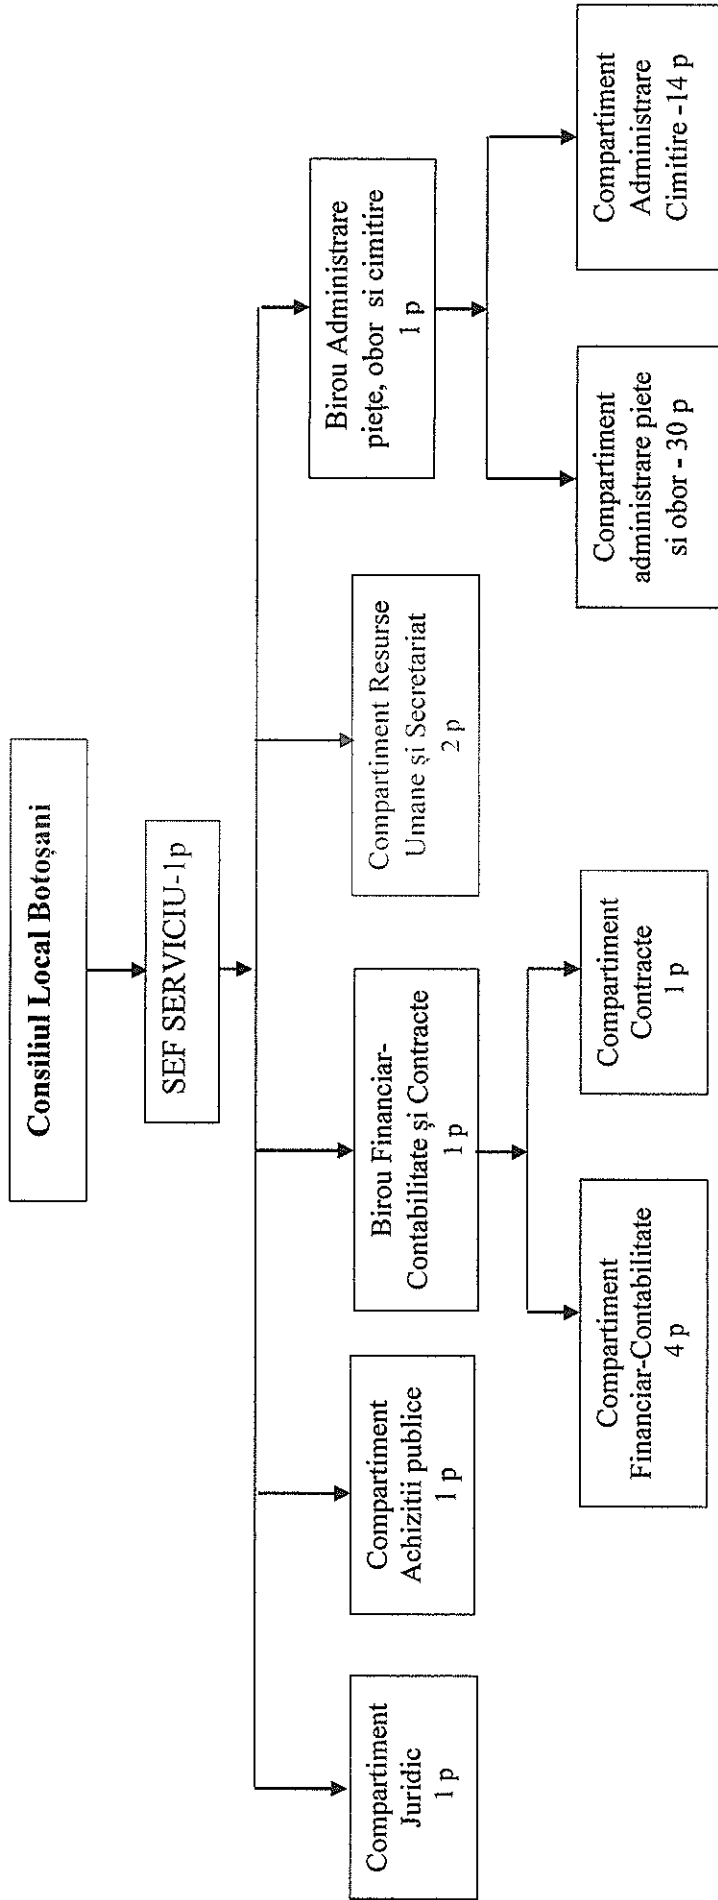 Consiliul Local Botoșani
SEF SERVICIU-1p
Compartiment
Juridic
1 p
Compartiment
Achizitii publice
1 p
Birou Financiar-
Contabilitate și Contracte
1 p
Compartiment Resurse
Umane și Secretariat
2 p
Birou Administrare
piețe, obor si cimitire
1 p
Compartiment
Financiar-Contabilitate
4 p
Compartiment
Contracte
1 p
Compartiment
administrare piete
si obor - 30 p
Compartiment
Administrare
Cimitire -14 p